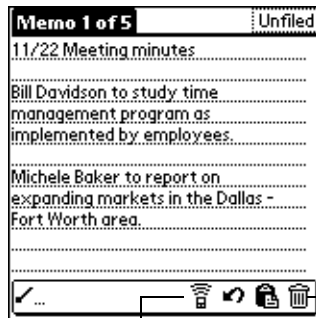 Memo 1 of 5
Unfiled
11/22 Meeting minutes
Bill Davidson to study time
management program as
implemented by employees.
Michele Baker to report on
expanding markets in the Dallas -
Fort Worth area.
...